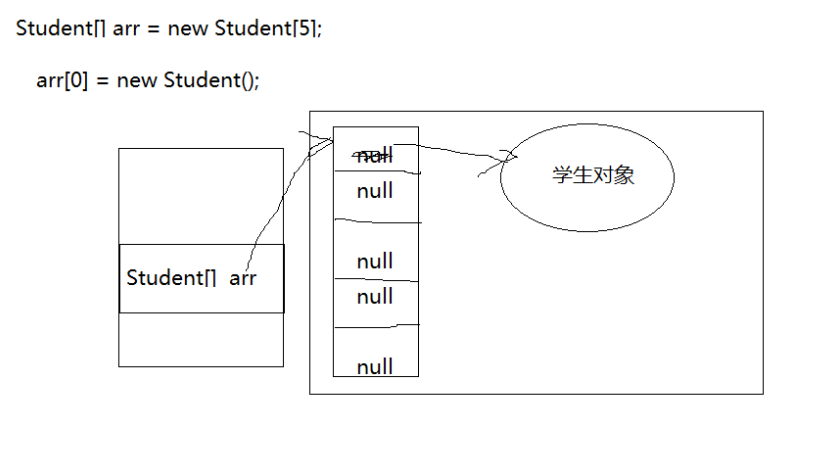 Student[] arr = new Student[5];
arr[0] = new Student();
null
学生对象
null
null
Student[] arr
null
null